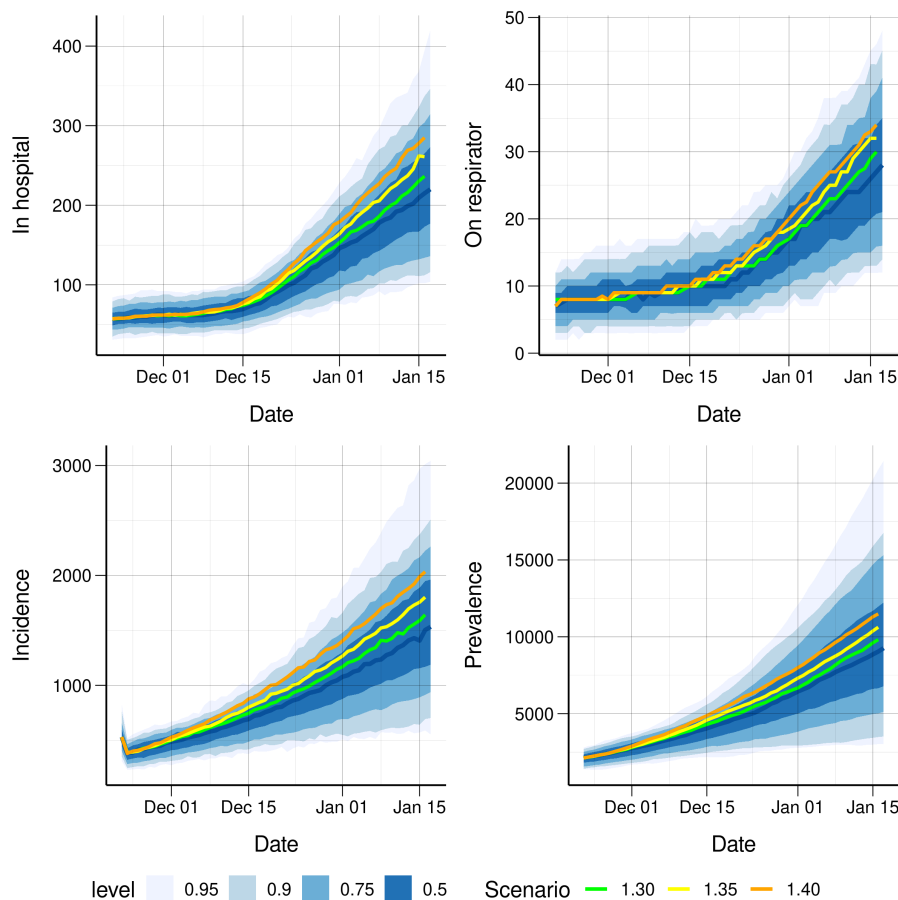 In hospital
400
300
200
100
Dec 01 Dec 15 Jan 01 Jan 15
Date
On respirator
50
40
30
20
10
0
Dec 01 Dec 15 Jan 01 Jan 15
Date
Incidence
3000
2000
1000
Dec 01 Dec 15 Jan 01 Jan 15
Date
Prevalence
20000
15000
10000
5000
Dec 01 Dec 15 Jan 01 Jan 15
Date
level 0.95 0.9 0.75 0.5 Scenario 1.30 1.35 1.40